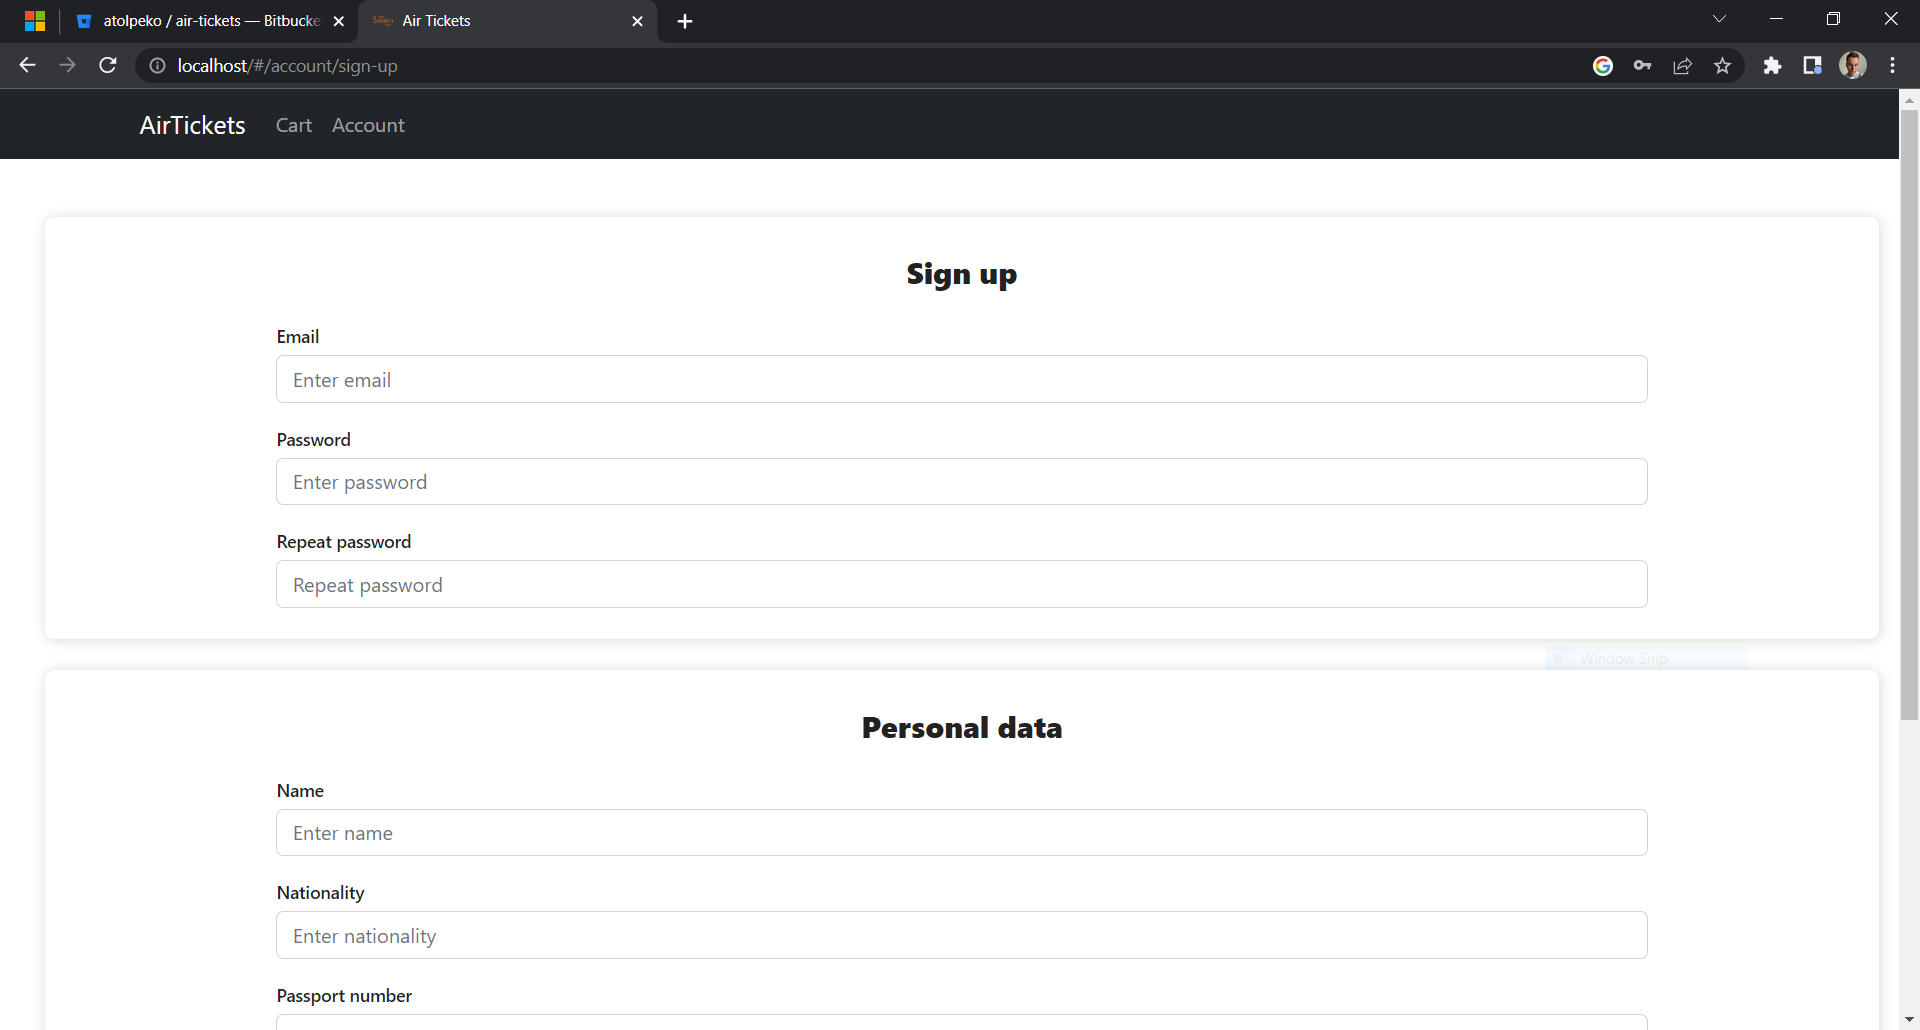 atolpeko / air-tickets — Bitbucke
Air Tickets
localhost/#/account/sign-up
AirTickets Cart Account
Sign up
Email
Enter email
Password
Enter password
Repeat password
Repeat password
Window Snip
Personal data
Name
Enter name
Nationality
Enter nationality
Passport number